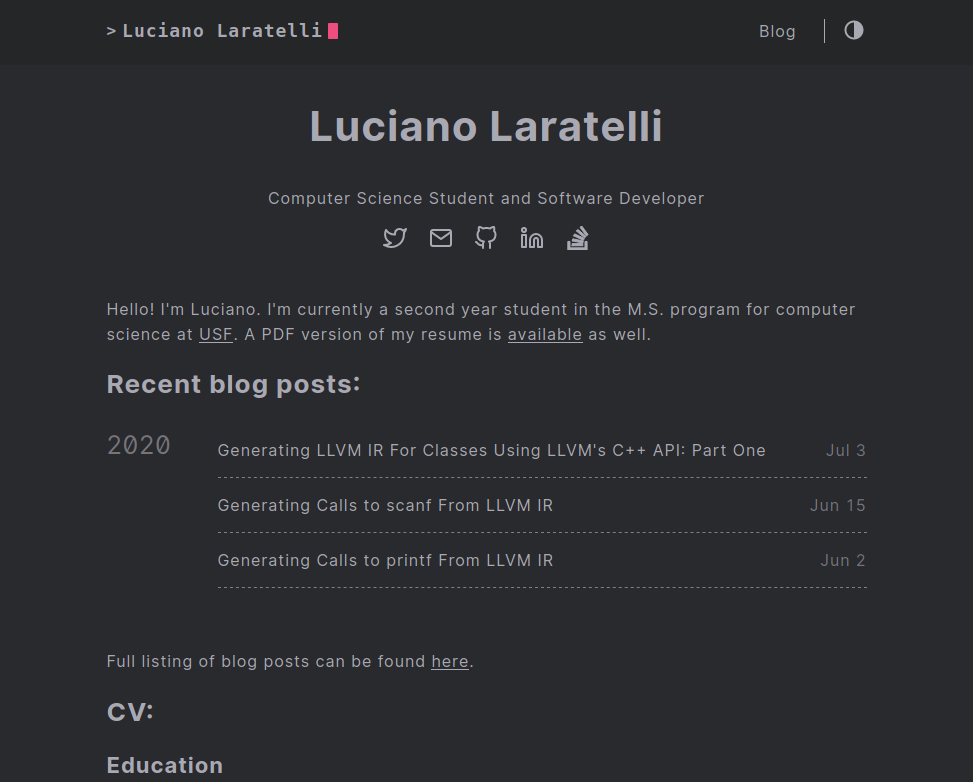 > Luciano Laratelli
Blog
Luciano Laratelli
Computer Science Student and Software Developer
Hello! I'm Luciano. I'm currently a second year student in the M.S. program for computer
science at USF. A PDF version of my resume is available as well.
Recent blog posts:
2020
Generating LLVM IR For Classes Using LLVM's C++ API: Part One Jul 3
Generating Calls to scanf From LLVM IR Jun 15
Generating Calls to printf From LLVM IR Jun 2
Full listing of blog posts can be found here.
CV:
Education